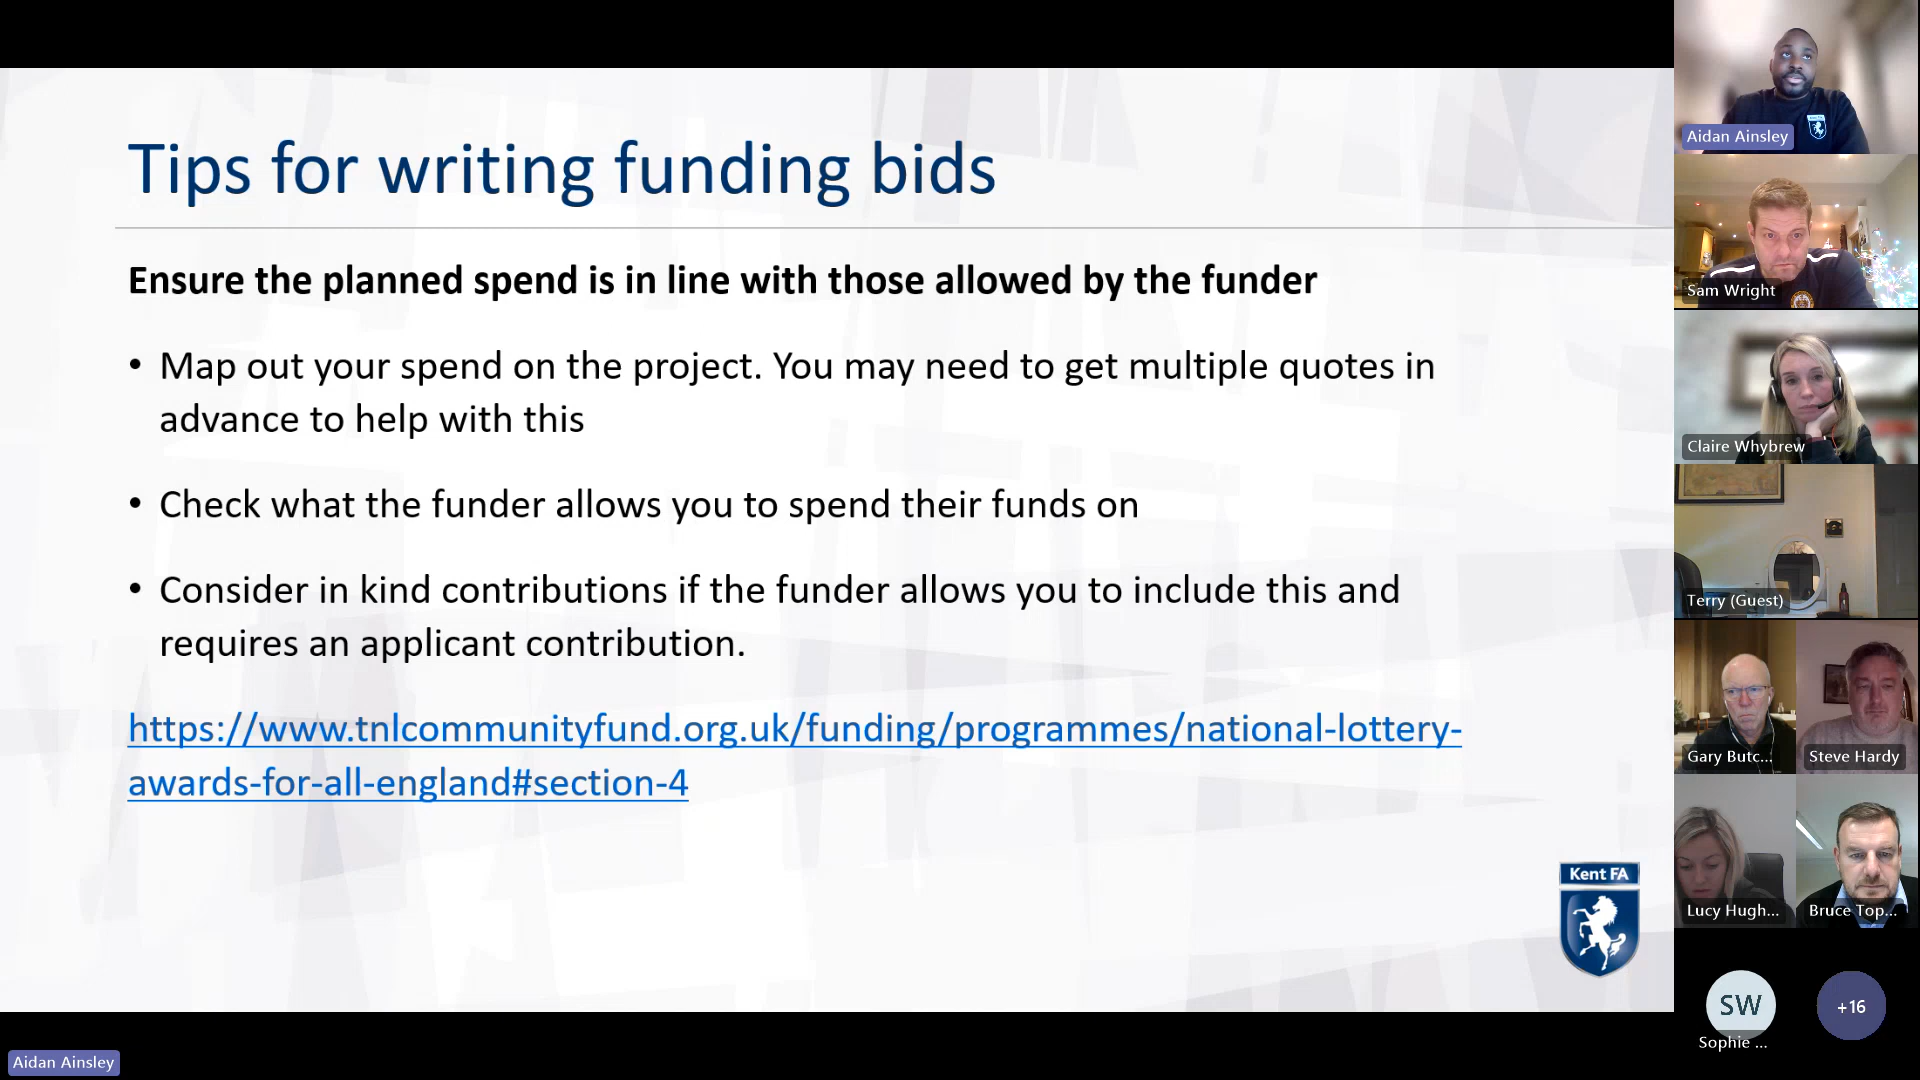 Tips for writing funding bids
Ensure the planned spend is in line with those allowed by the funder
• Map out your spend on the project. You may need to get multiple quotes in
advance to help with this
• Check what the funder allows you to spend their funds on
• Consider in kind contributions if the funder allows you to include this and
requires an applicant contribution.
https://www.tnlcommunityfund.org.uk/funding/programmes/national-lottery-
awards-for-all-england#section-4
Kent FA
Aidan Ainsley
Aidan Ainsley
Sam Wright
Claire Whybrew
Terry (Guest)
Gary Butc...
Steve Hardy
Lucy Hugh...
Bruce Top...
SW
Sophie ...
+16